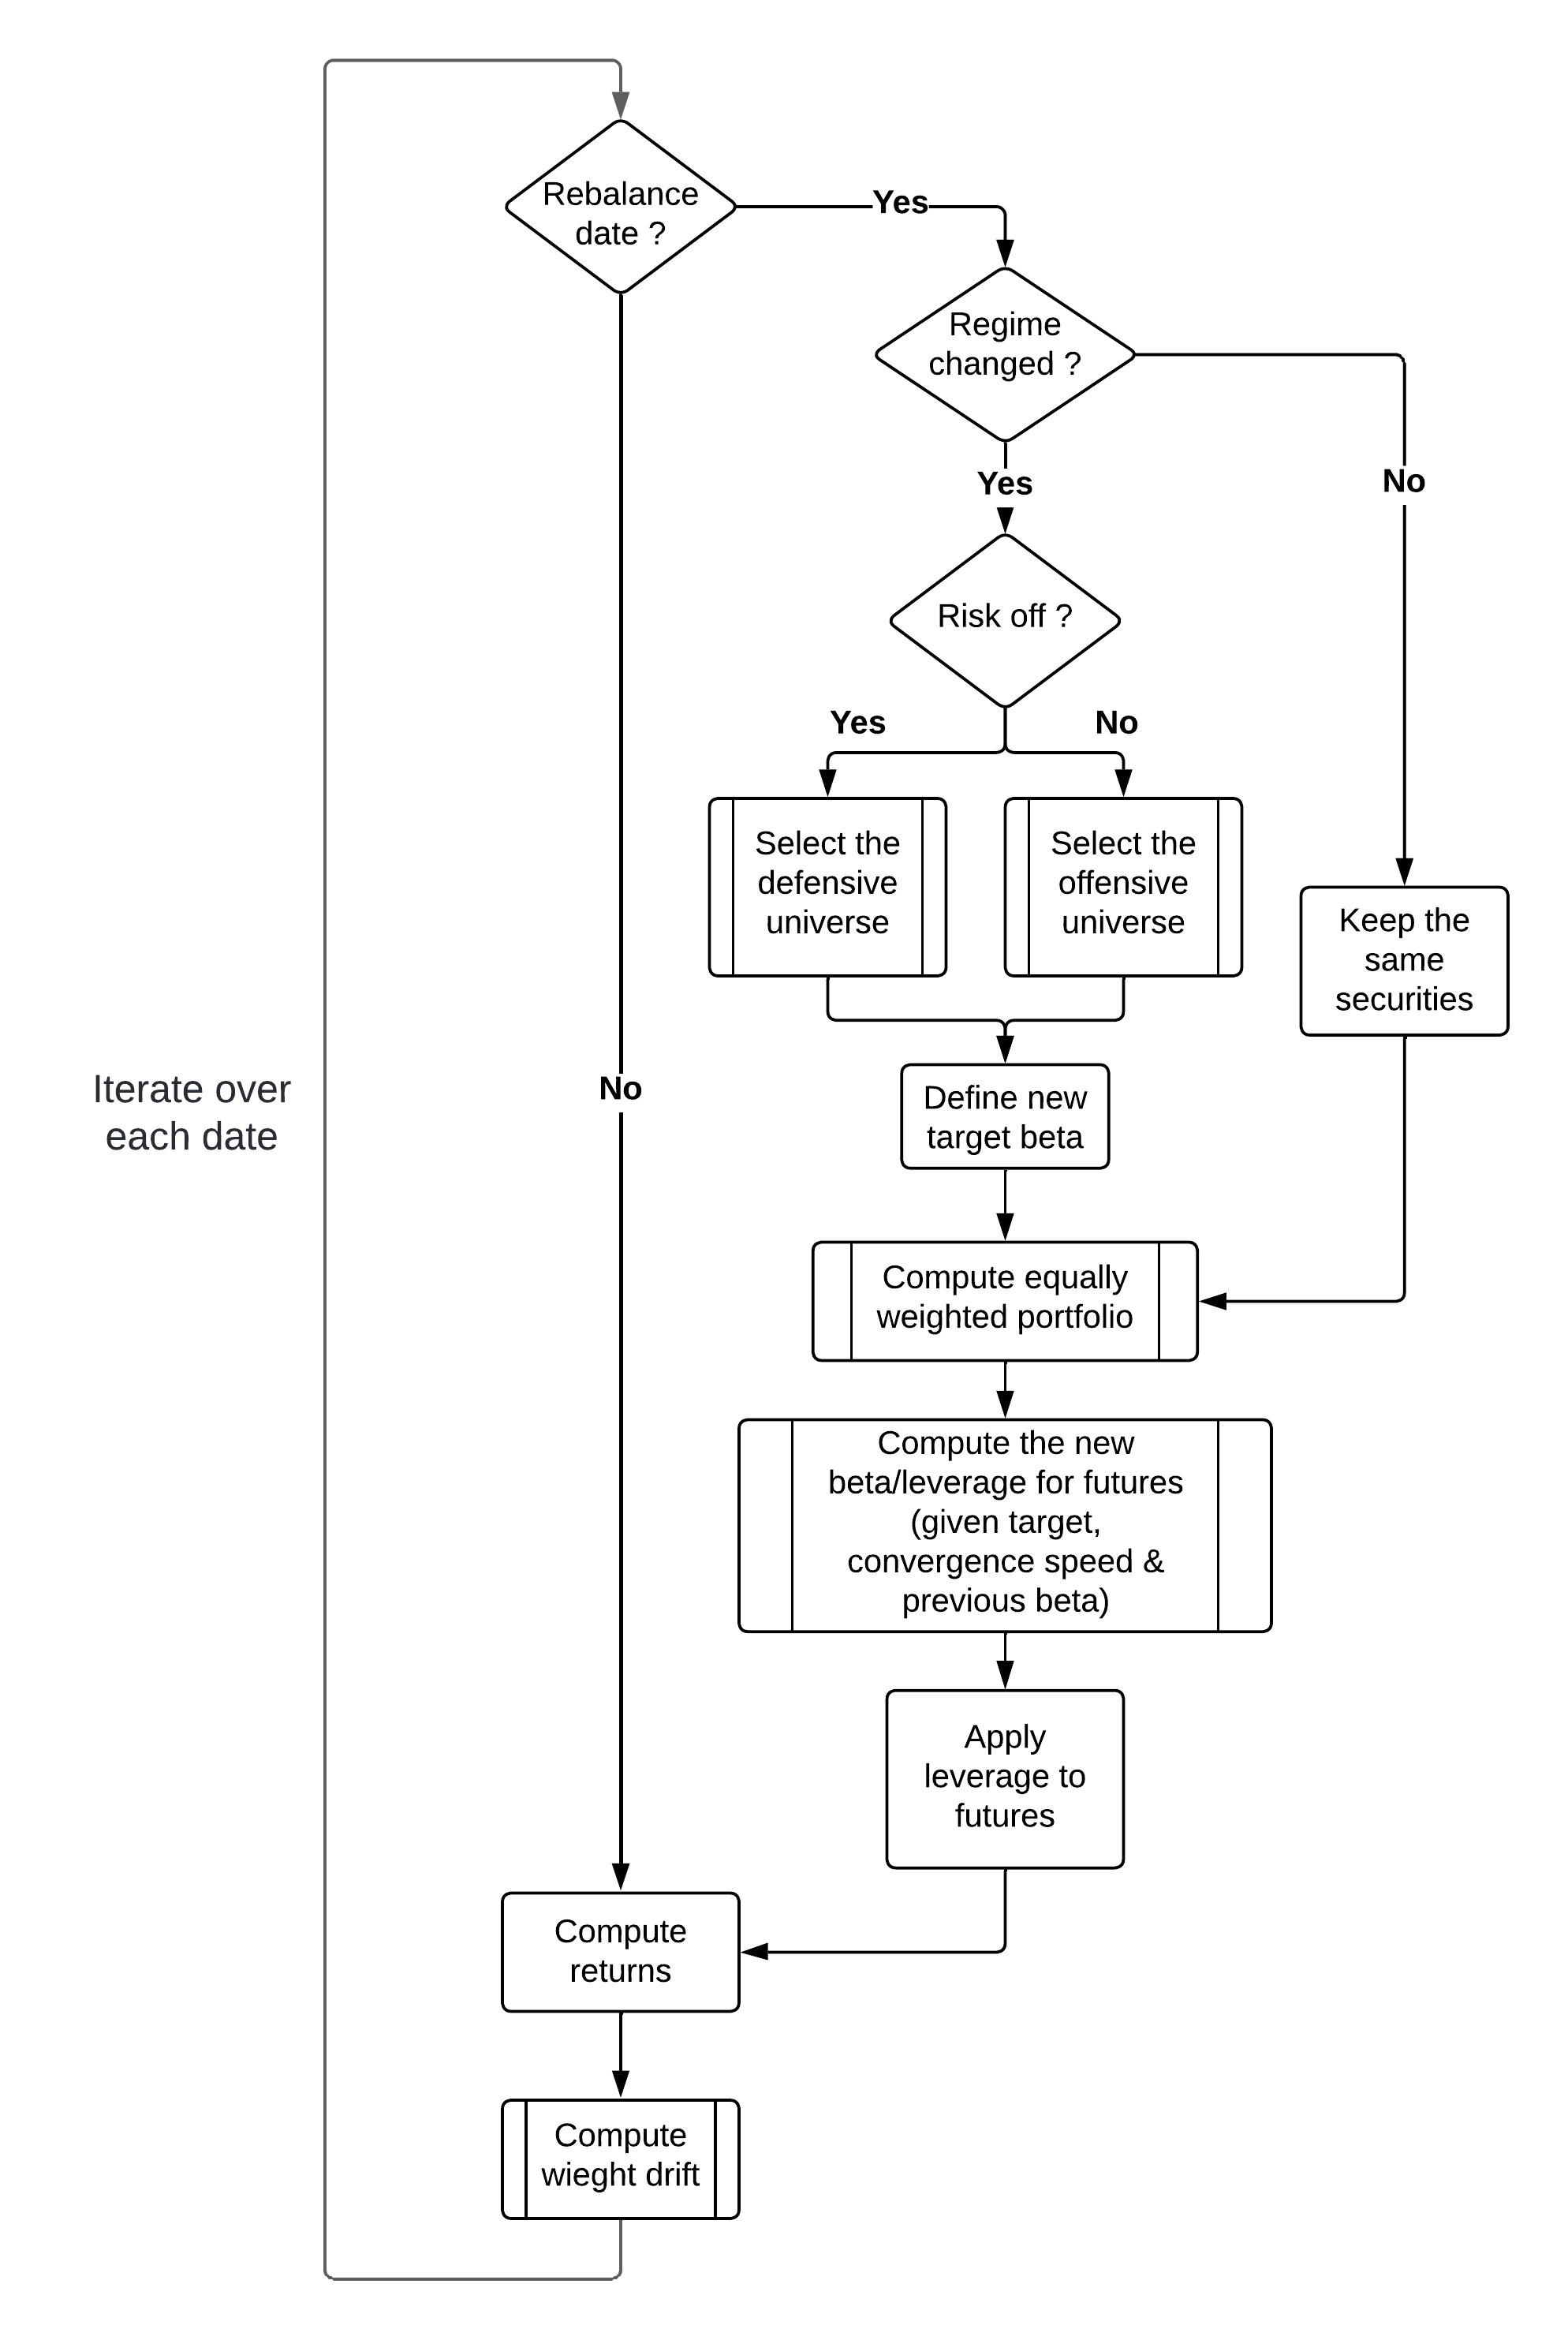 Rebalance
date ?
Yes
Regime
changed ?
Yes
No
Risk off ?
Yes
No
Select the
defensive
universe
Select the
offensive
universe
Keep the
same
securities
Iterate over
each date
No
Define new
target beta
Compute equally
weighted portfolio
Compute the new
beta/leverage for futures
(given target,
convergence speed &
previous beta)
Apply
leverage to
futures
Compute
returns
Compute
wieght drift